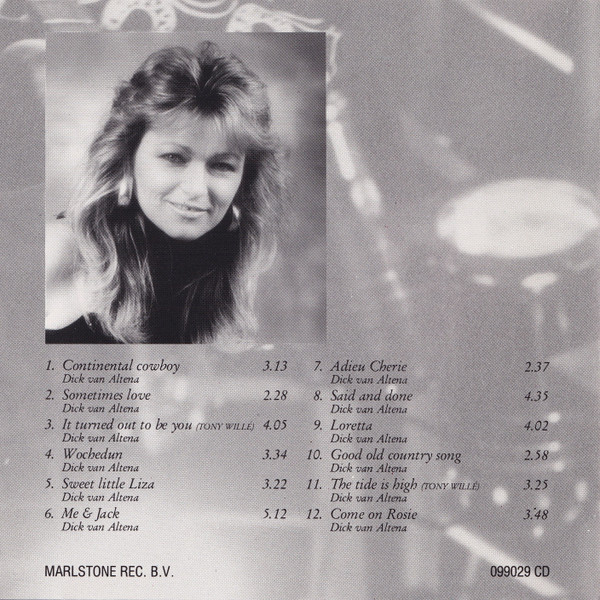 1. Continental cowboy 3.13
Dick van Altena
2. Sometimes love 2.28
Dick van Altena
3. It turned out to be you (TONY WILLÉ) 4.05
Dick van Altena
4. Wochedun 3.34
Dick van Altena
5. Sweet little Liza 3.22
Dick van Altena
6. Me & Jack 5.12
Dick van Altena
7. Adieu Cherie 2.37
Dick van Altena
8. Said and done 4.35
Dick van Altena
9. Loretta 4.02
Dick van Altena
10. Good old country song 2.58
Dick van Altena
11. The tide is high (TONY WILLÉ) 3.25
Dick van Altena
12. Come on Rosie 3.48
Dick van Altena
MARLSTONE REC. B.V. 099029 CD